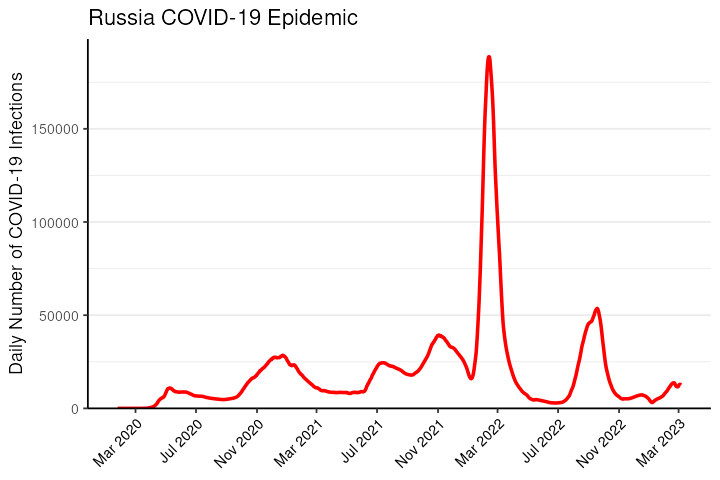 Russia COVID-19 Epidemic
Daily Number of COVID-19 Infections
150000
100000
50000
0
Mar 2020
Jul 2020
Nov 2020
Mar 2021
Jul 2021
Nov 2021
Mar 2022
Jul 2022
Nov 2022
Mar 2023